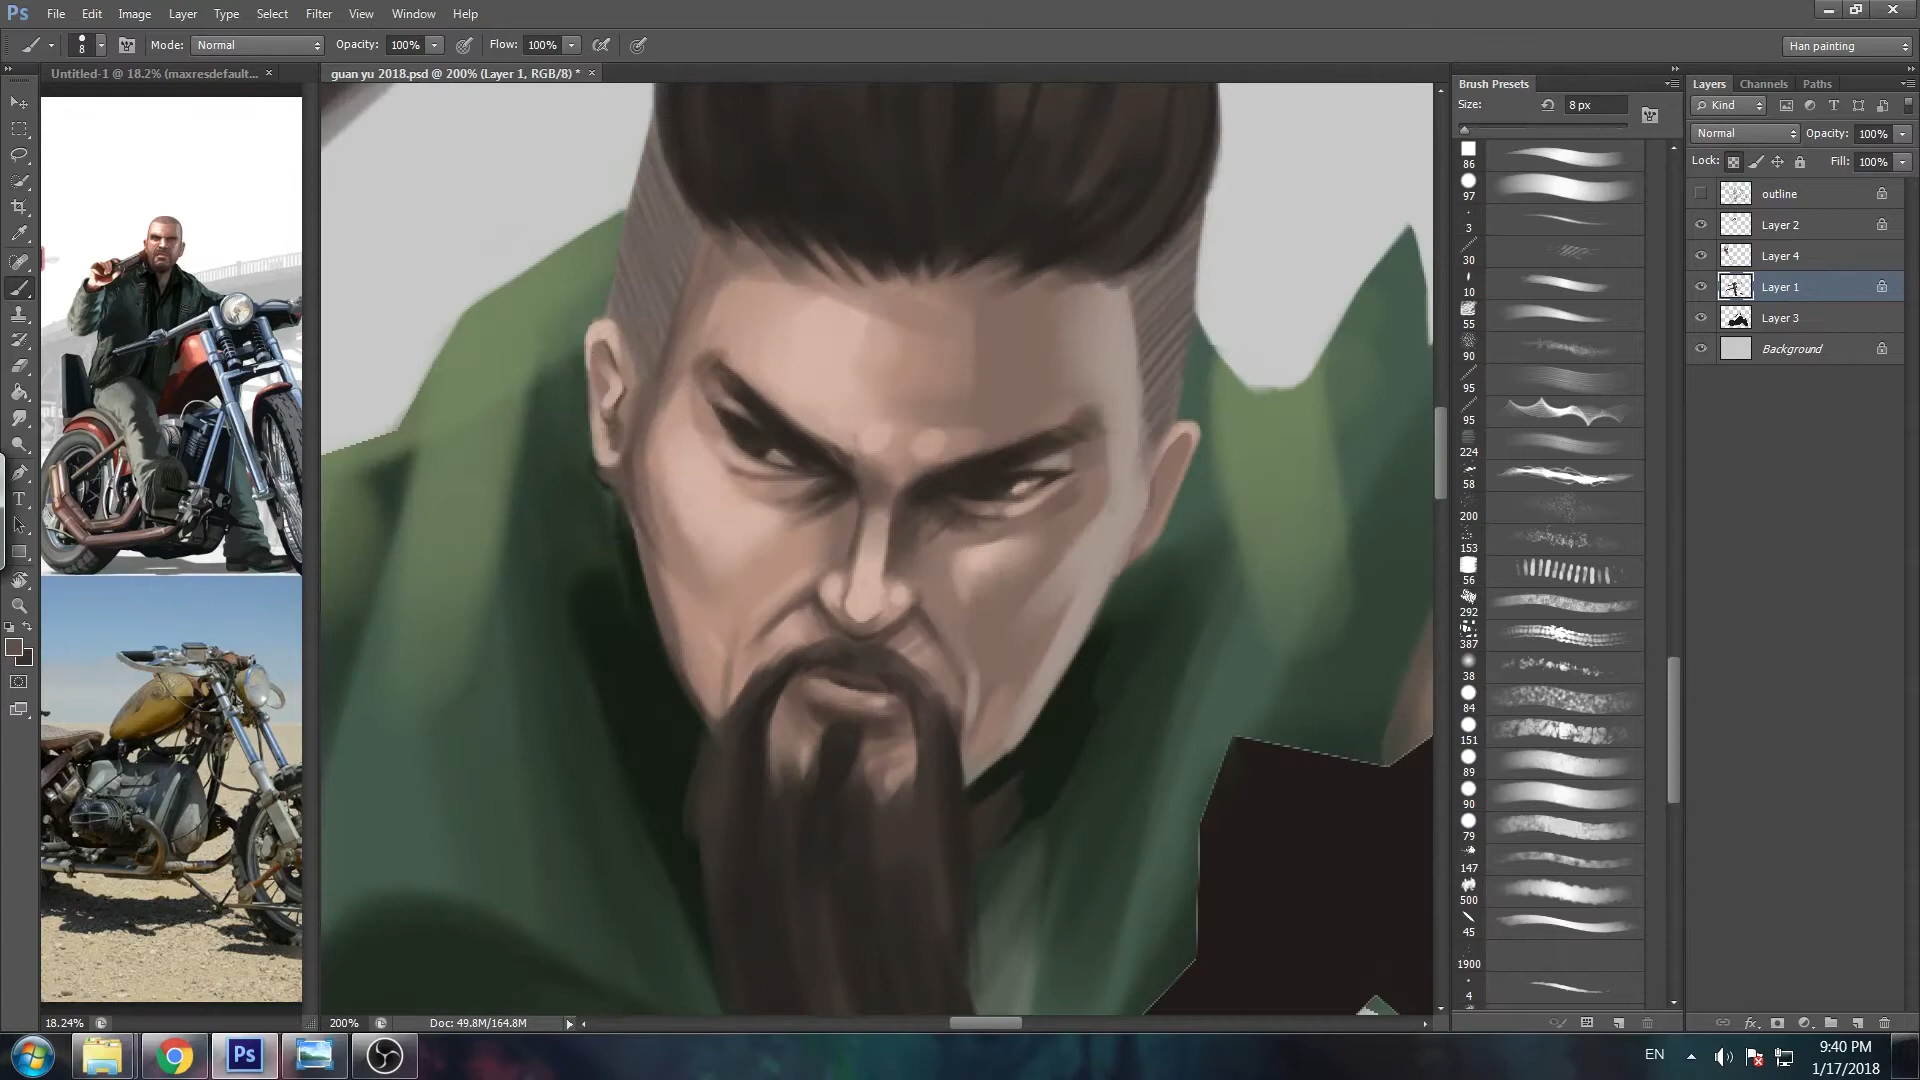 Ps File Edit Image Layer Type Select Filter View Window Help
8 Mode: Normal Opacity: 100% Flow: 100% Han painting
Untitled-1 @ 18.2% (maxresdefault...
guan yu 2018.psd @ 200% (Layer 1, RGB/8) *
Brush Presets
Size: 8 px
86
97
3
30
10
55
90
95
95
224
58
200
153
56
292
387
38
84
151
89
90
79
147
500
45
1900
4
Layers Channels Paths
Kind
Normal Opacity: 100%
Lock: Fill: 100%
outline
Layer 2
Layer 4
Layer 1
Layer 3
Background
18.24%
200% Doc: 49.8M/164.8M
Ps
EN
9:40 PM
1/17/2018